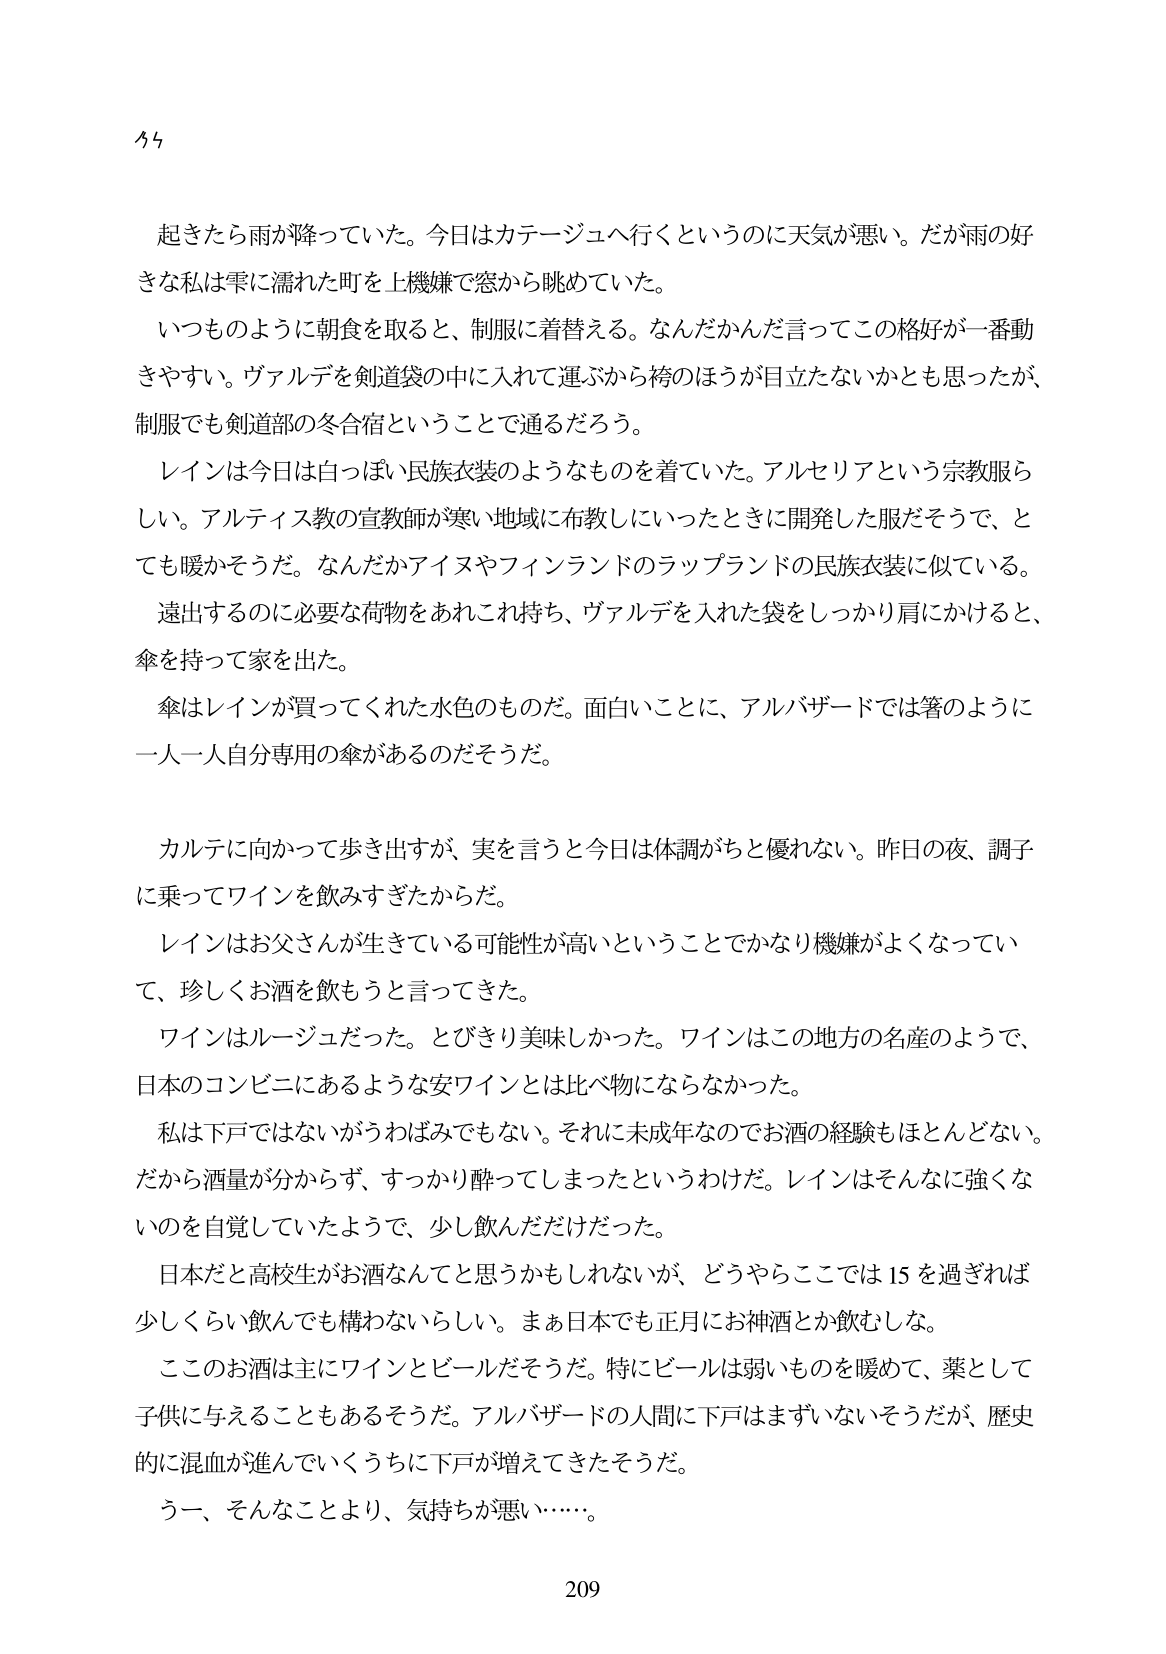 起きたら雨が降っていた。今日はカテージュへ行くというのに天気が悪い。だが雨の好
きな私は雫に濡れた町を上機嫌で窓から眺めていた。
いつものように朝食を取ると、制服に着替える。なんだかんだ言ってこの格好が一番動
きやすい。ヴァルデを剣道袋の中に入れて運ぶから袴のほうが目立たないかとも思ったが、
制服でも剣道部の冬合宿ということで通るだろう。
レインは今日は白っぽい民族衣装のようなものを着ていた。アルセリアという宗教服ら
しい。アルティス教の宣教師が寒い地域に布教しにいったときに開発した服だそうで、と
ても暖かそうだ。なんだかアイヌやフィンランドのラップランドの民族衣装に似ている。
遠出するのに必要な荷物をあれこれ持ち、ヴァルデを入れた袋をしっかり肩にかけると、
傘を持って家を出た。
傘はレインが買ってくれた水色のものだ。面白いことに、アルバザードでは箸のように
一人一人自分専用の傘があるのだそうだ。
カルテに向かって歩き出すが、実を言うと今日は体調がちと優れない。昨日の夜、調子
に乗ってワインを飲みすぎたからだ。
レインはお父さんが生きている可能性が高いということでかなり機嫌がよくなってい
て、珍しくお酒を飲もうと言ってきた。
ワインはルージュだった。とびきり美味しかった。ワインはこの地方の名産のようで、
日本のコンビニにあるような安ワインとは比べ物にならなかった。
私は下戸ではないがうわばみでもない。それに未成年なのでお酒の経験もほとんどない。
だから酒量が分からず、すっかり酔ってしまったというわけだ。レインはそんなに強くな
いのを自覚していたようで、少し飲んだだけだった。
日本だと高校生がお酒なんてと思うかもしれないが、どうやらここでは 15 を過ぎれば
少しくらい飲んでも構わないらしい。まぁ日本でも正月にお神酒とか飲むしな。
ここのお酒は主にワインとビールだそうだ。特にビールは弱いものを暖めて、薬として
子供に与えることもあるそうだ。アルバザードの人間に下戸はまずいないそうだが、歴史
的に混血が進んでいくうちに下戸が増えてきたそうだ。
うー、そんなことより、気持ちが悪い……。
209